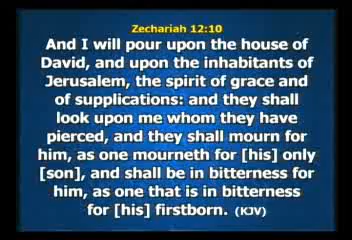 Zechariah 12:10
And I will pour upon the house of
David, and upon the inhabitants of
Jerusalem, the spirit of grace and
of supplications: and they shall
look upon me whom they have
pierced, and they shall mourn for
him, as one mourneth for [his] only
[son], and shall be in bitterness for
him, as one that is in bitterness
for [his] firstborn. (KJV)